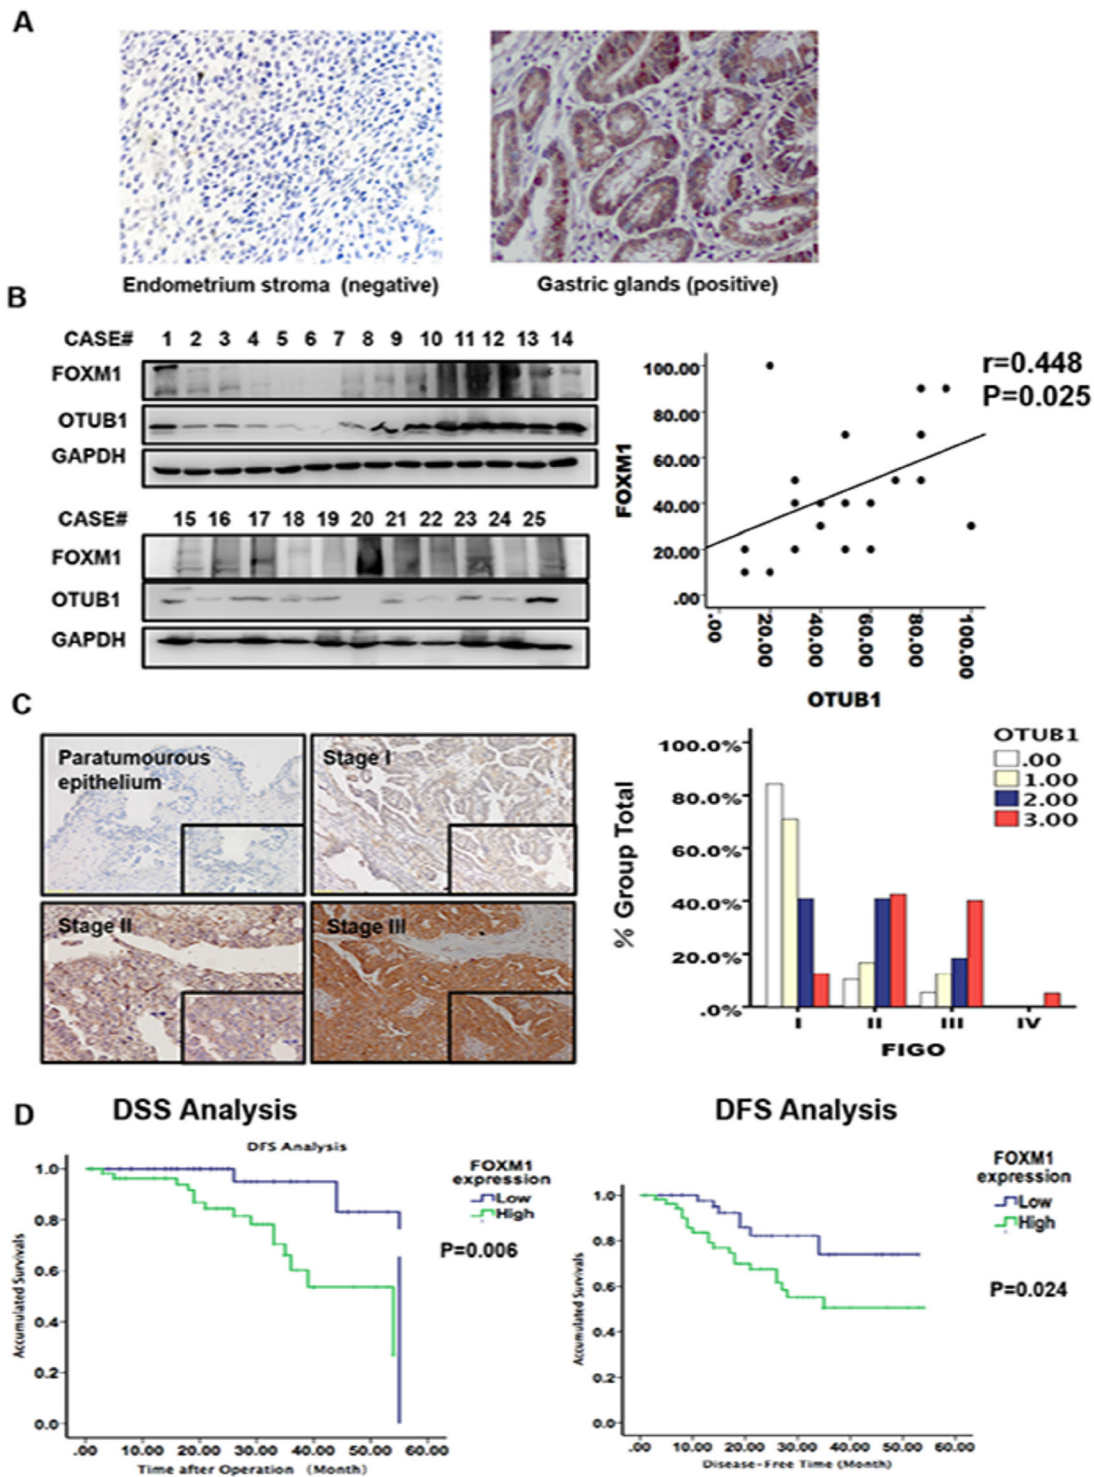 A
Endometrium stroma (negative)
Gastric glands (positive)
B
CASE# 1 2 3 4 5 6 7 8 9 10 11 12 13 14
FOXM1
OTUB1
GAPDH
CASE# 15 16 17 18 19 20 21 22 23 24 25
FOXM1
OTUB1
GAPDH
r=0.448
P=0.025
100.00
80.00
60.00
40.00
20.00
.00
FOXM1
.00 20.00 40.00 60.00 80.00 100.00
OTUB1
C
Paratumourous
epithelium
Stage I
Stage II
Stage III
OTUB1
.00
1.00
2.00
3.00
100.0%
80.0%
60.0%
40.0%
20.0%
.0%
% Group Total
I II III IV
FIGO
D
DSS Analysis
DFS Analysis
FOXM1
expression
Low
High
P=0.006
1.0
0.8
0.6
0.4
0.2
0.0
Accumulated Survivals
.00 10.00 20.00 30.00 40.00 50.00 60.00
Time after Operation (Month)
DFS Analysis
FOXM1
expression
Low
High
P=0.024
1.0
0.8
0.6
0.4
0.2
0.0
Accumulated Survivals
.00 10.00 20.00 30.00 40.00 50.00 60.00
Disease-Free Time (Month)